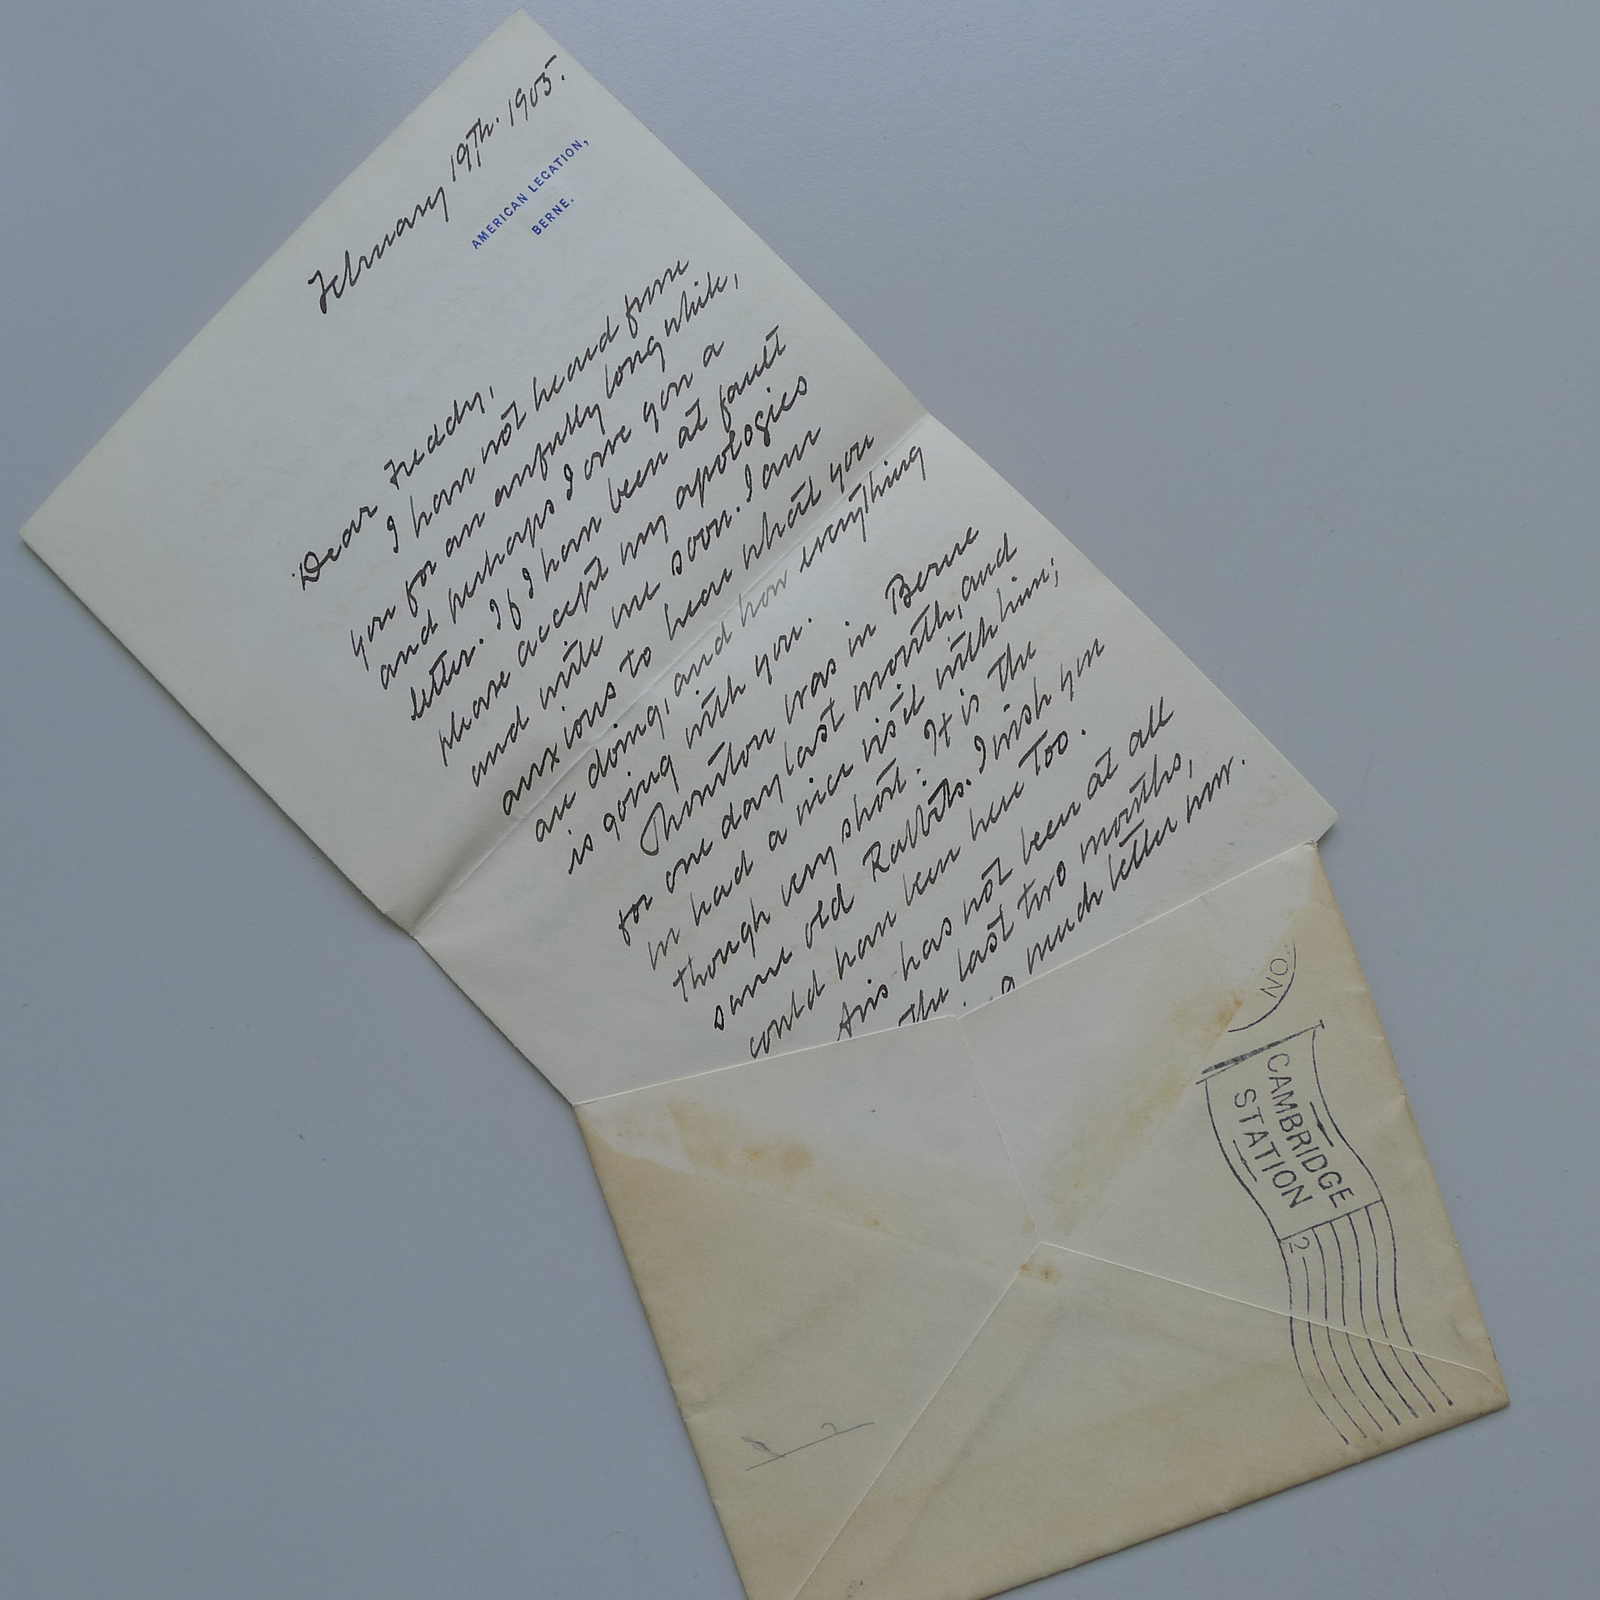 February 19th. 1905.
AMERICAN LEGATION,
BERNE.
Dear Freddy,
I have not heard from
you for an awfully long while,
and perhaps I owe you a
letter. If I have been at fault
please accept my apologies
and write me soon. I am
anxious to hear what you
are doing, and how everything
is going with you.
Thornton was in Berne
for one day last month, and
we had a nice visit with him;
though very short. It is the
same old Rabbits. I wish you
could have been here too.
has not been at all
the last two months,
a much better now.
ON
CAMBRIDGE
STATION
2